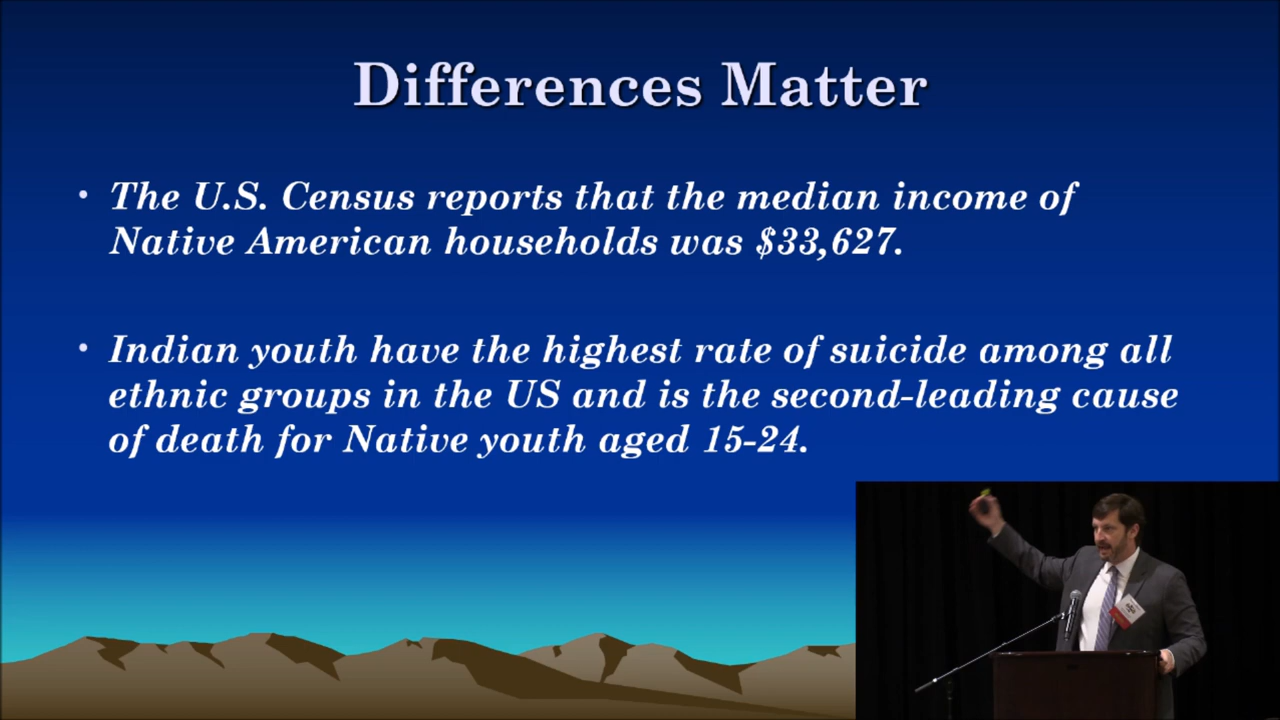 Differences Matter
• The U.S. Census reports that the median income of
Native American households was $33,627.
• Indian youth have the highest rate of suicide among all
ethnic groups in the US and is the second-leading cause
of death for Native youth aged 15-24.